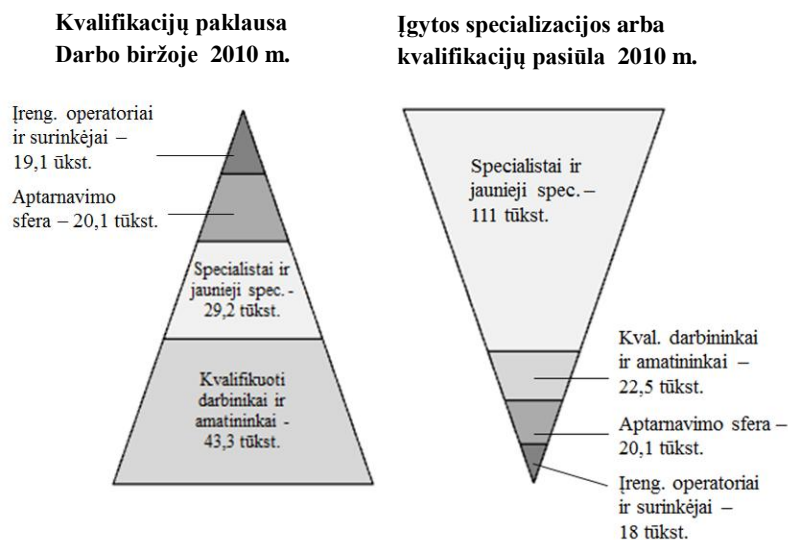 Kvalifikacijų paklausa
Darbo biržoje 2010 m.
Įreng. operatoriai
ir surinkėjai –
19,1 ūkst.
Aptarnavimo
sfera – 20,1 tūkst.
Specialistai ir
jaunieji spec.-
29,2 tūkst.
Kvalifikuoti
darbinikai ir
amatininkai -
43,3 tūkst.
Įgytos specializacijos arba
kvalifikacijų pasiūla 2010 m.
Specialistai ir
jaunieji spec.–
111 tūkst.
Kval. darbininkai
ir amatininkai –
22,5 tūkst.
Aptarnavimo sfera –
20,1 tūkst.
Įreng. operatoriai
ir surinkėjai –
18 tūkst.